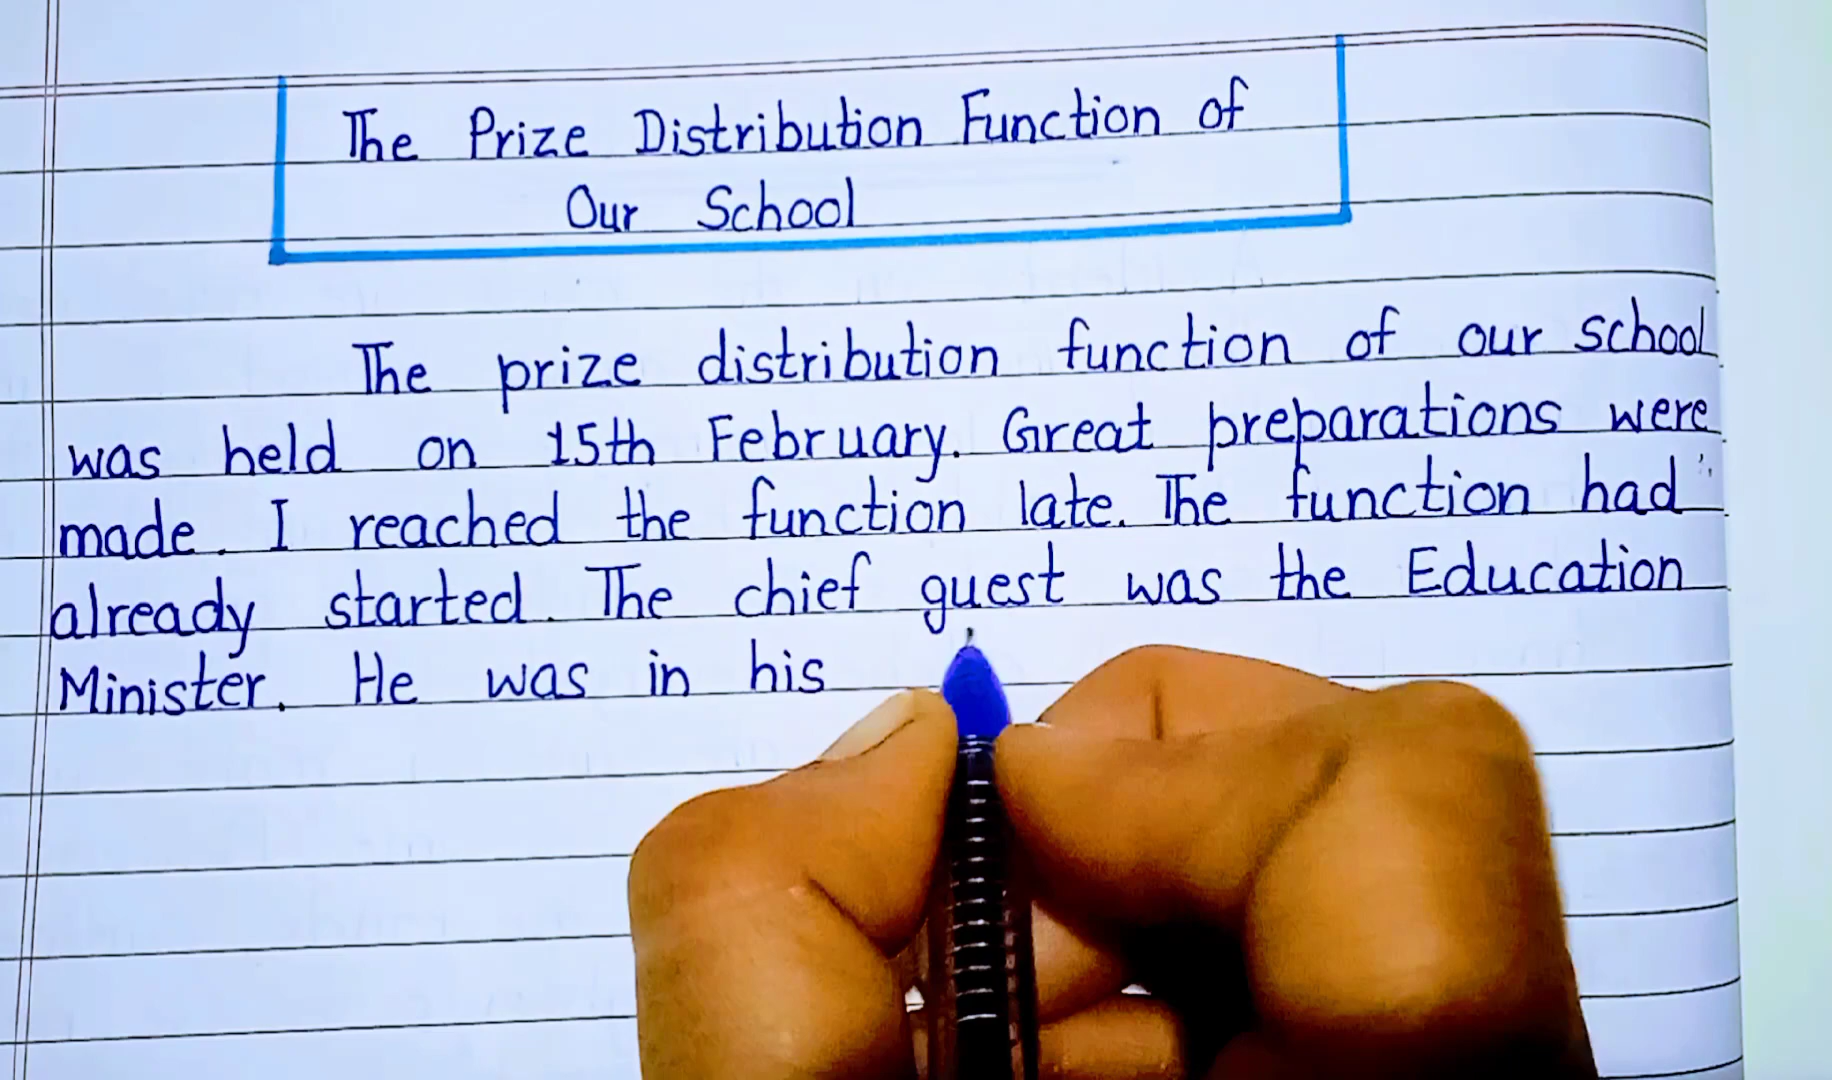 The Prize Distribution Function of
Our School
The prize distribution function of our school
was held on 15th February. Great preparations were
made. I reached the function late. The function had
already started. The chief guest was the Education
Minister. He was in his